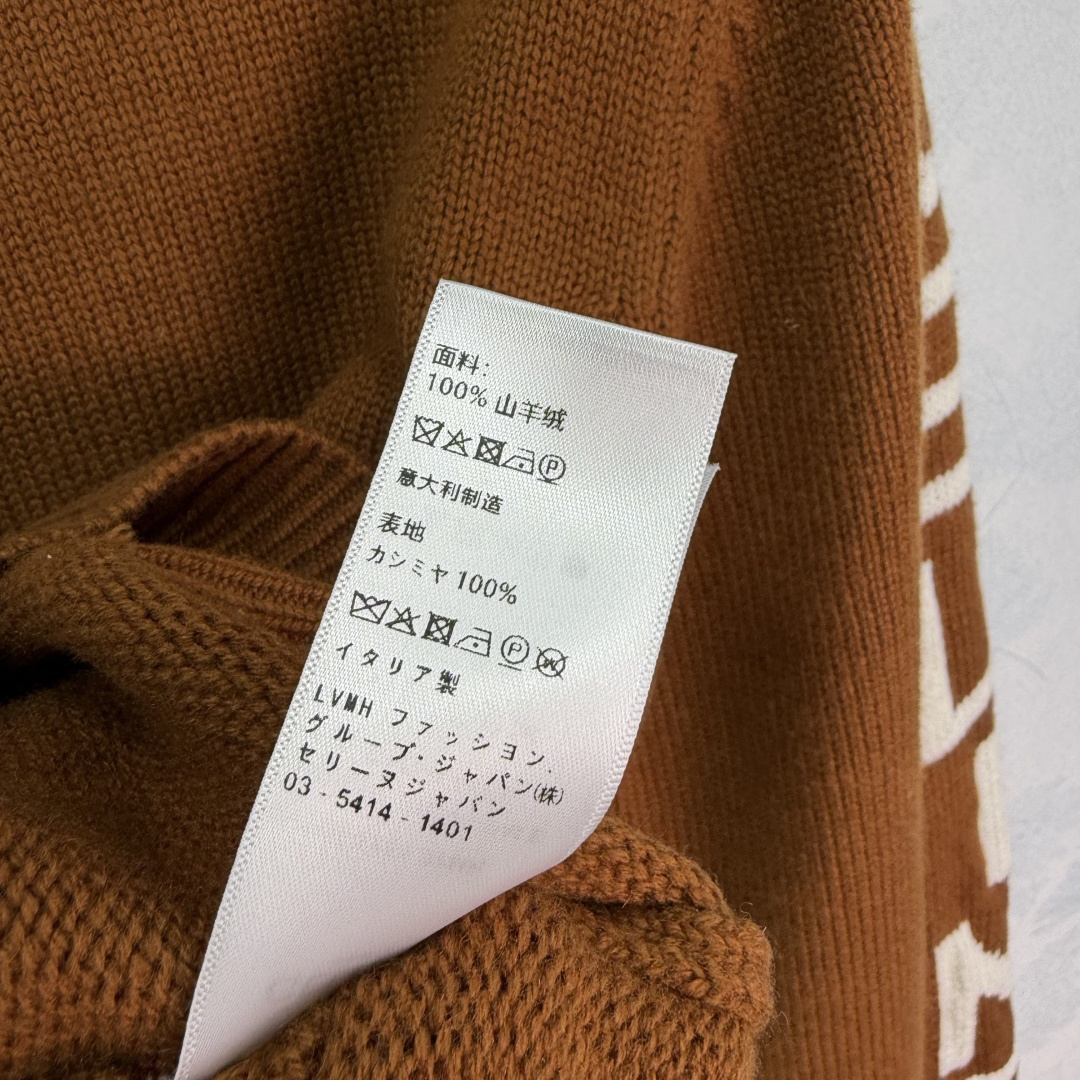 面料:
100% 山羊绒
P
意大利制造
表地
カシミヤ 100%
P W
イタリア製
LVMH ファッション.
グループ・ジャパン(株)
セリーヌジャパン
03 - 5414 - 1401